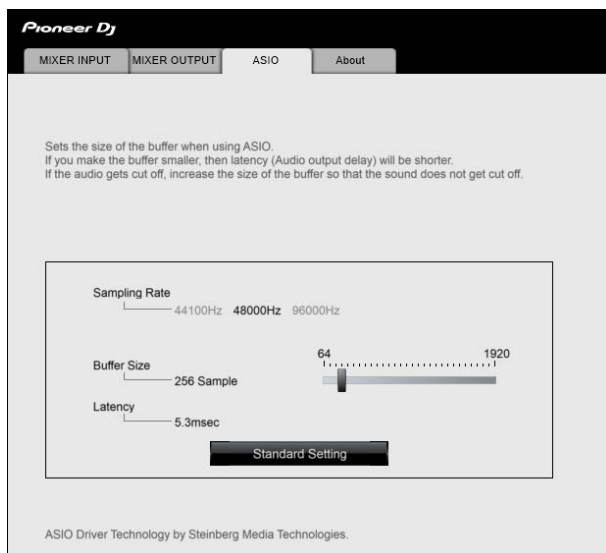 Pioneer Dj
MIXER INPUT MIXER OUTPUT ASIO About
Sets the size of the buffer when using ASIO.
If you make the buffer smaller, then latency (Audio output delay) will be shorter.
If the audio gets cut off, increase the size of the buffer so that the sound does not get cut off.
Sampling Rate
44100Hz 48000Hz 96000Hz
64 1920
Buffer Size
256 Sample
Latency
5.3msec
Standard Setting
ASIO Driver Technology by Steinberg Media Technologies.